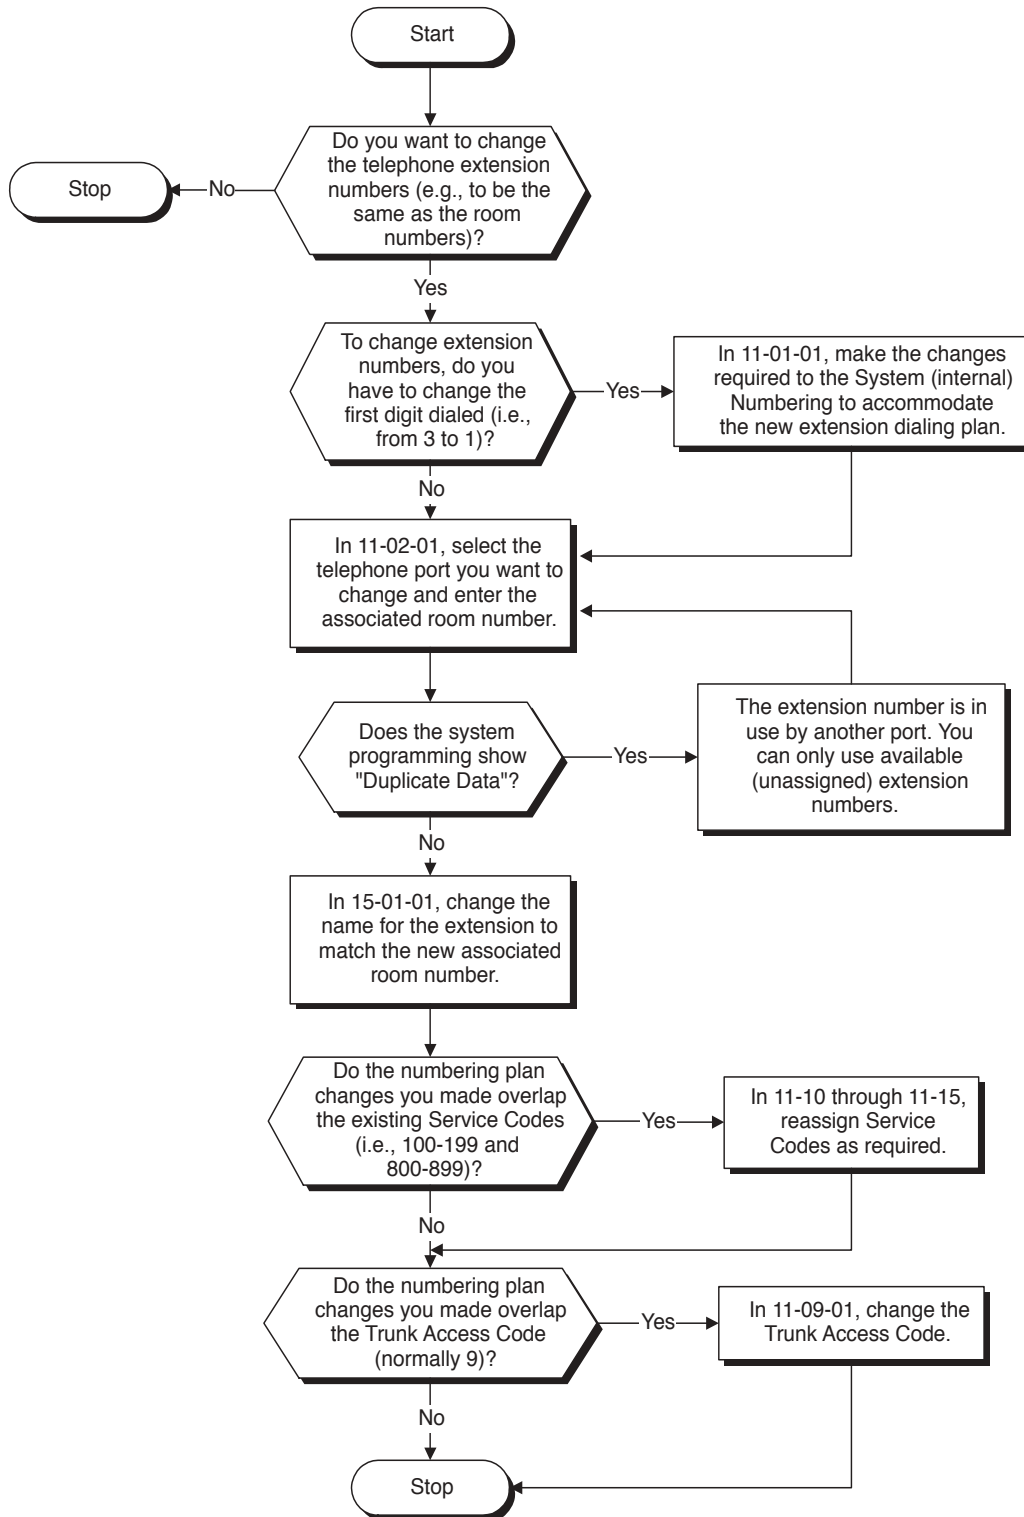 Start
Do you want to change
the telephone extension
numbers (e.g., to be the
same as the room
numbers)?
No
Stop
Yes
To change extension
numbers, do you
have to change the
first digit dialed (i.e.,
from 3 to 1)?
Yes
In 11-01-01, make the changes
required to the System (internal)
Numbering to accommodate
the new extension dialing plan.
No
In 11-02-01, select the
telephone port you want to
change and enter the
associated room number.
Does the system
programming show
"Duplicate Data"?
Yes
The extension number is in
use by another port. You
can only use available
(unassigned) extension
numbers.
No
In 15-01-01, change the
name for the extension to
match the new associated
room number.
Do the numbering plan
changes you made overlap
the existing Service Codes
(i.e., 100-199 and
800-899)?
Yes
In 11-10 through 11-15,
reassign Service
Codes as required.
No
Do the numbering plan
changes you made overlap
the Trunk Access Code
(normally 9)?
Yes
In 11-09-01, change the
Trunk Access Code.
No
Stop